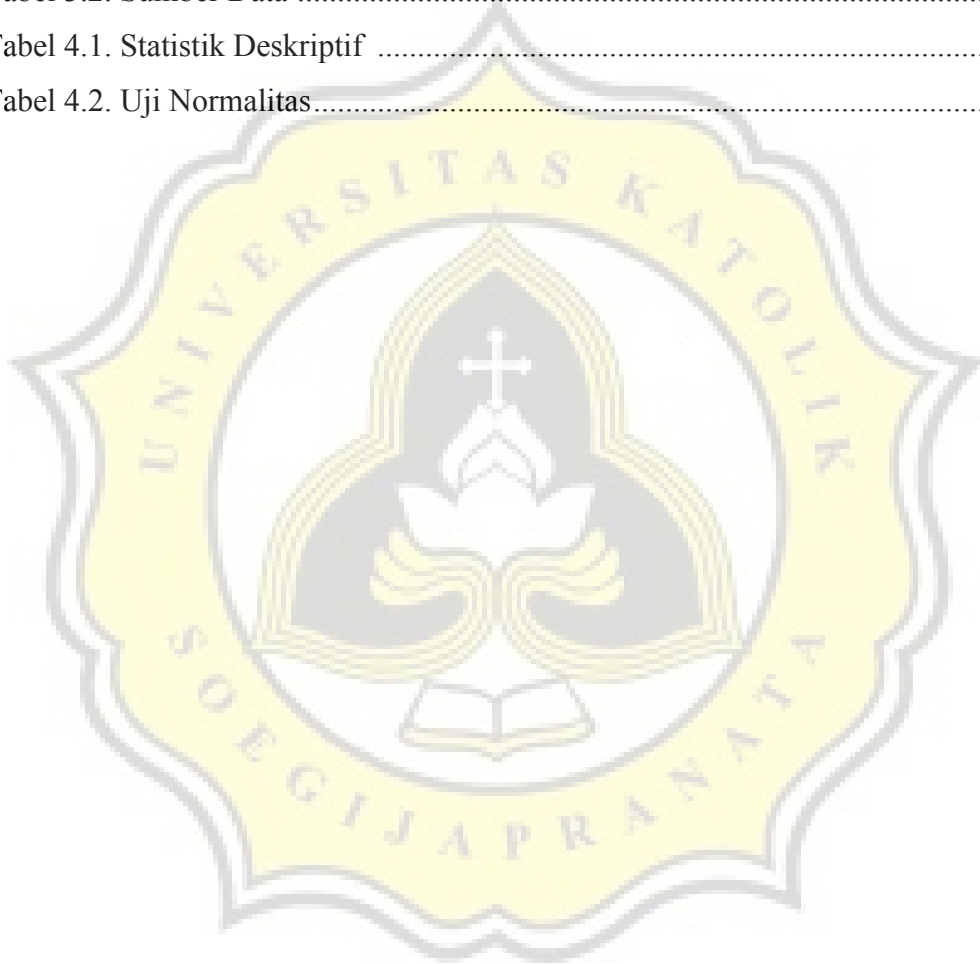 Tabel 4.1. Statistik Deskriptif ....................................................................................
Tabel 4.2. Uji Normalitas............................................................................................
UNIVERSITAS KATOLIK
SOEGIJAPRANATA